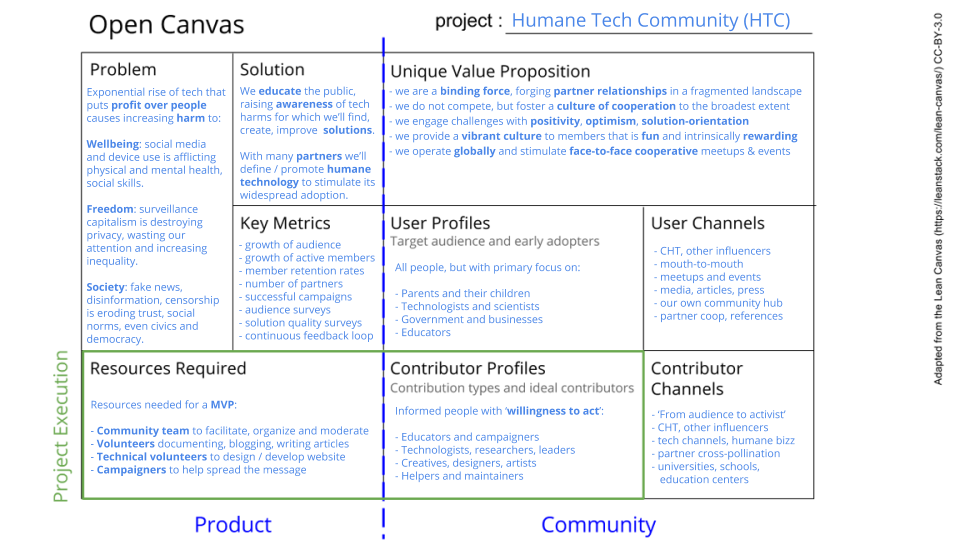 Open Canvas
project : Humane Tech Community (HTC)
Problem
Exponential rise of tech that
puts profit over people
causes increasing harm to:
Wellbeing: social media
and device use is afflicting
physical and mental health,
social skills.
Freedom: surveillance
capitalism is destroying
privacy, wasting our
attention and increasing
inequality.
Society: fake news,
disinformation, censorship
is eroding trust, social
norms, even civics and
democracy.
Solution
We educate the public,
raising awareness of tech
harms for which we'll find,
create, improve solutions.
With many partners we'll
define / promote humane
technology to stimulate its
widespread adoption.
Unique Value Proposition
- we are a binding force, forging partner relationships in a fragmented landscape
- we do not compete, but foster a culture of cooperation to the broadest extent
- we engage challenges with positivity, optimism, solution-orientation
- we provide a vibrant culture to members that is fun and intrinsically rewarding
- we operate globally and stimulate face-to-face cooperative meetups & events
Key Metrics
- growth of audience
- growth of active members
- member retention rates
- number of partners
- successful campaigns
- audience surveys
- solution quality surveys
- continuous feedback loop
User Profiles
Target audience and early adopters
All people, but with primary focus on:
- Parents and their children
- Technologists and scientists
- Government and businesses
- Educators
User Channels
- CHT, other influencers
- mouth-to-mouth
- meetups and events
- media, articles, press
- our own community hub
- partner coop, references
Project Execution
Resources Required
Resources needed for a MVP:
- Community team to facilitate, organize and moderate
- Volunteers documenting, blogging, writing articles
- Technical volunteers to design / develop website
- Campaigners to help spread the message
Contributor Profiles
Contribution types and ideal contributors
Informed people with 'willingness to act':
- Educators and campaigners
- Technologists, researchers, leaders
- Creatives, designers, artists
- Helpers and maintainers
Contributor
Channels
- 'From audience to activist'
- CHT, other influencers
- tech channels, humane bizz
- partner cross-pollination
- universities, schools,
education centers
Product
Community
Adapted from the Lean Canvas (https://leanstack.com/lean-canvas/) CC-BY-3.0